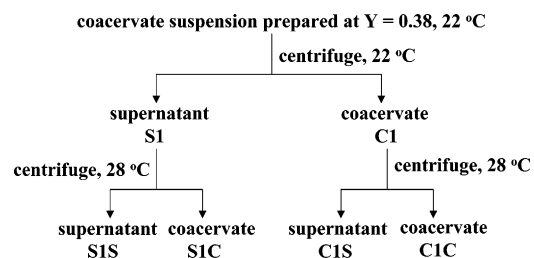 coacervate suspension prepared at Y = 0.38, 22 °C
centrifuge, 22 °C
supernatant coacervate
S1 C1
centrifuge, 28 °C centrifuge, 28 °C
supernatant coacervate supernatant coacervate
S1S S1C C1S C1C